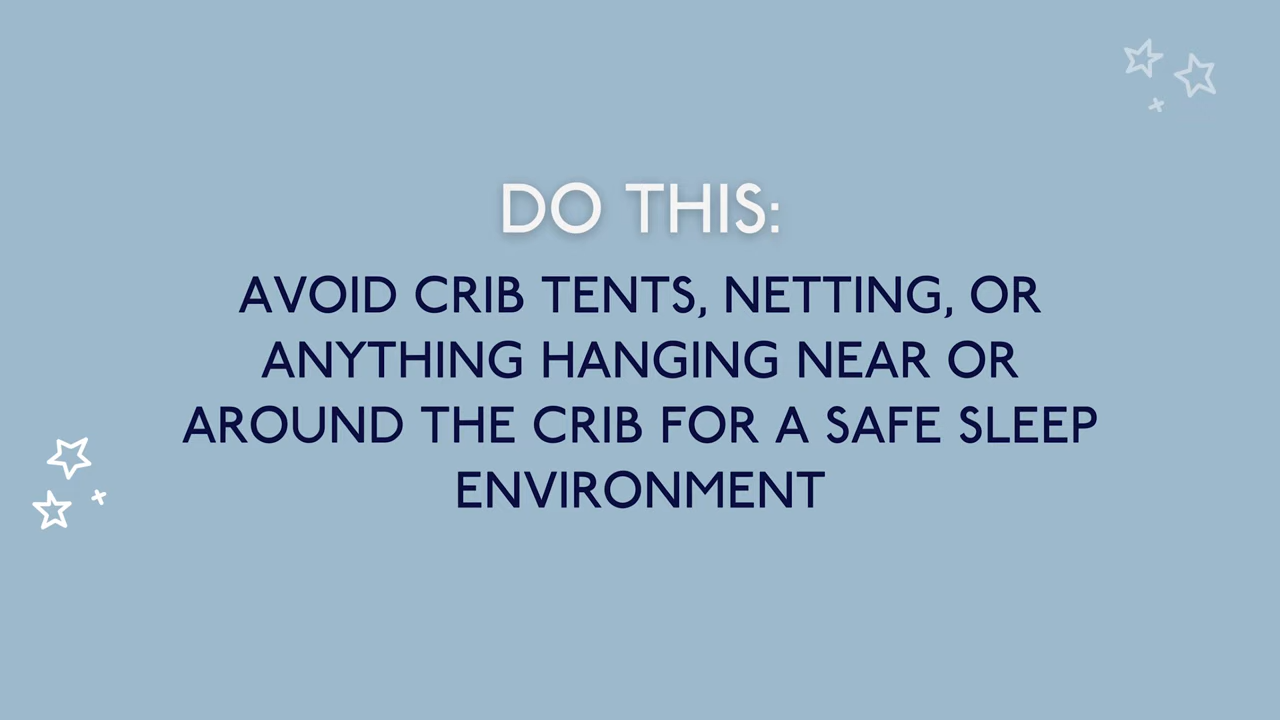 DO THIS:
AVOID CRIB TENTS, NETTING, OR
ANYTHING HANGING NEAR OR
AROUND THE CRIB FOR A SAFE SLEEP
ENVIRONMENT